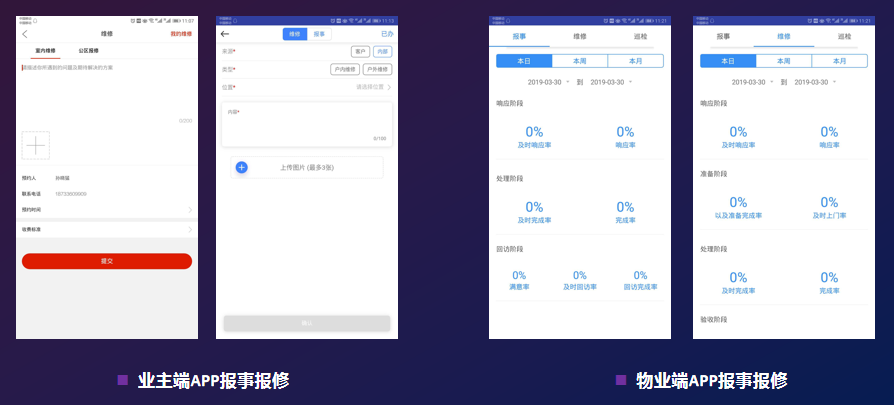 11:07
维修
我的维修
室内维修
公区报修
请描述你所遇到的问题及期待解决的方案
0/200
预约人
联系电话
预约时间
收费标准
提交
11:13
维修
报事
已办
来源*
客户
内部
类型*
户内维修
户外维修
位置*
请选择位置
内容*
0/100
上传图片 (最多3张)
确认
11:31
报事
维修
巡检
本日
本周
本月
2019-03-30 到 2019-03-30
响应阶段
0% 0%
及时响应率 响应率
处理阶段
0% 0%
及时完成率 完成率
回访阶段
0% 0% 0%
满意率 及时回访率 回访完成率
11:31
报事
维修
巡检
本日
本周
本月
2019-03-30 到 2019-03-30
响应阶段
0% 0%
及时响应率 响应率
准备阶段
0% 0%
以及准备完成率 及时上门率
处理阶段
0% 0%
及时完成率 完成率
验收阶段
业主端APP报事报修
物业端APP报事报修